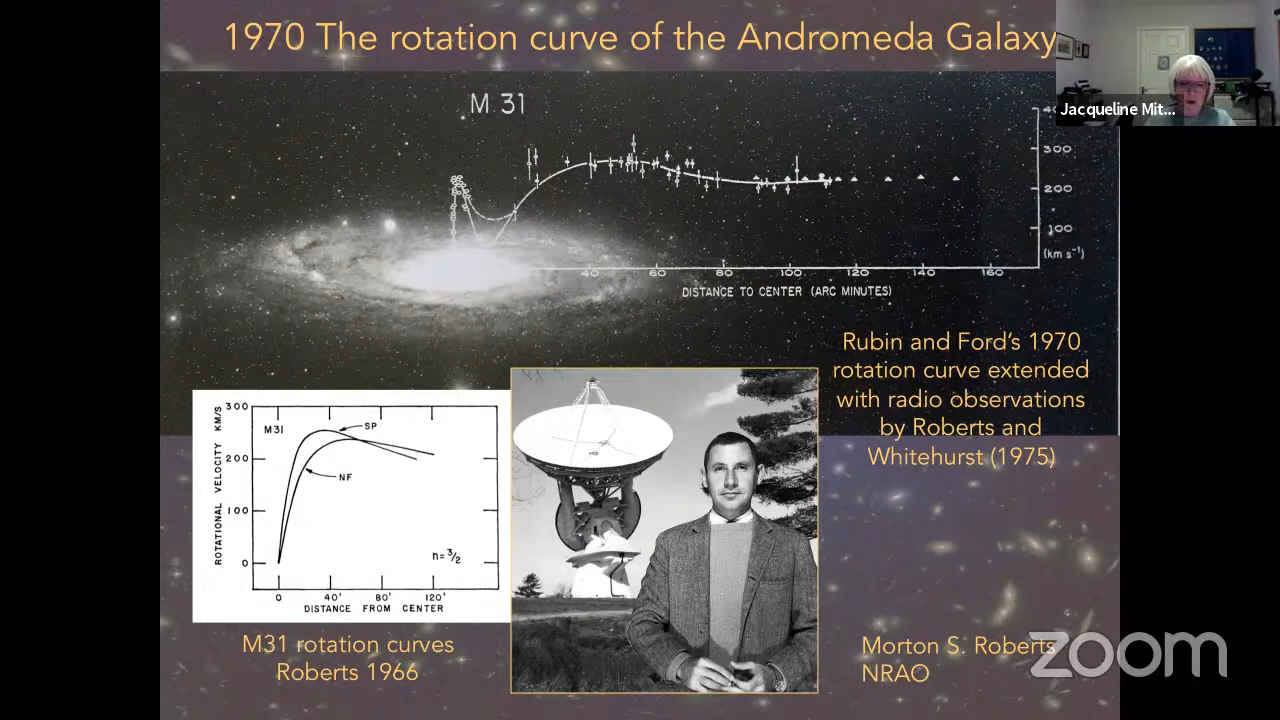 1970 The rotation curve of the Andromeda Galaxy
Jacqueline Mit...
M 31
300
200
100
(km s⁻¹)
40 60 80 100 120 140 160
DISTANCE TO CENTER (ARC MINUTES)
Rubin and Ford's 1970
rotation curve extended
with radio observations
by Roberts and
Whitehurst (1975)
ROTATIONAL VELOCITY KM/S
300
200
100
0
M31
SP
NF
n=3/2
0 40' 80' 120'
DISTANCE FROM CENTER
M31 rotation curves
Roberts 1966
Morton S. Roberts
NRAO
zoom